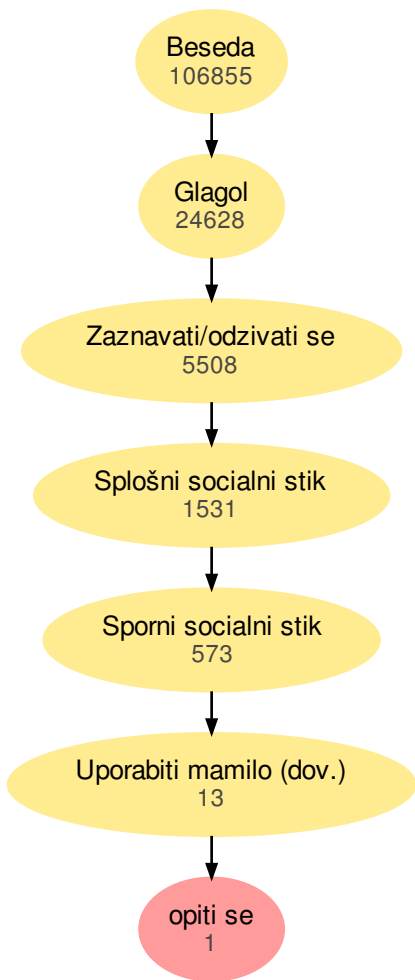 Beseda
106855
Glagol
24628
Zaznavati/odzivati se
5508
Splošni socialni stik
1531
Sporni socialni stik
573
Uporabiti mamilo (dov.)
13
opiti se
1